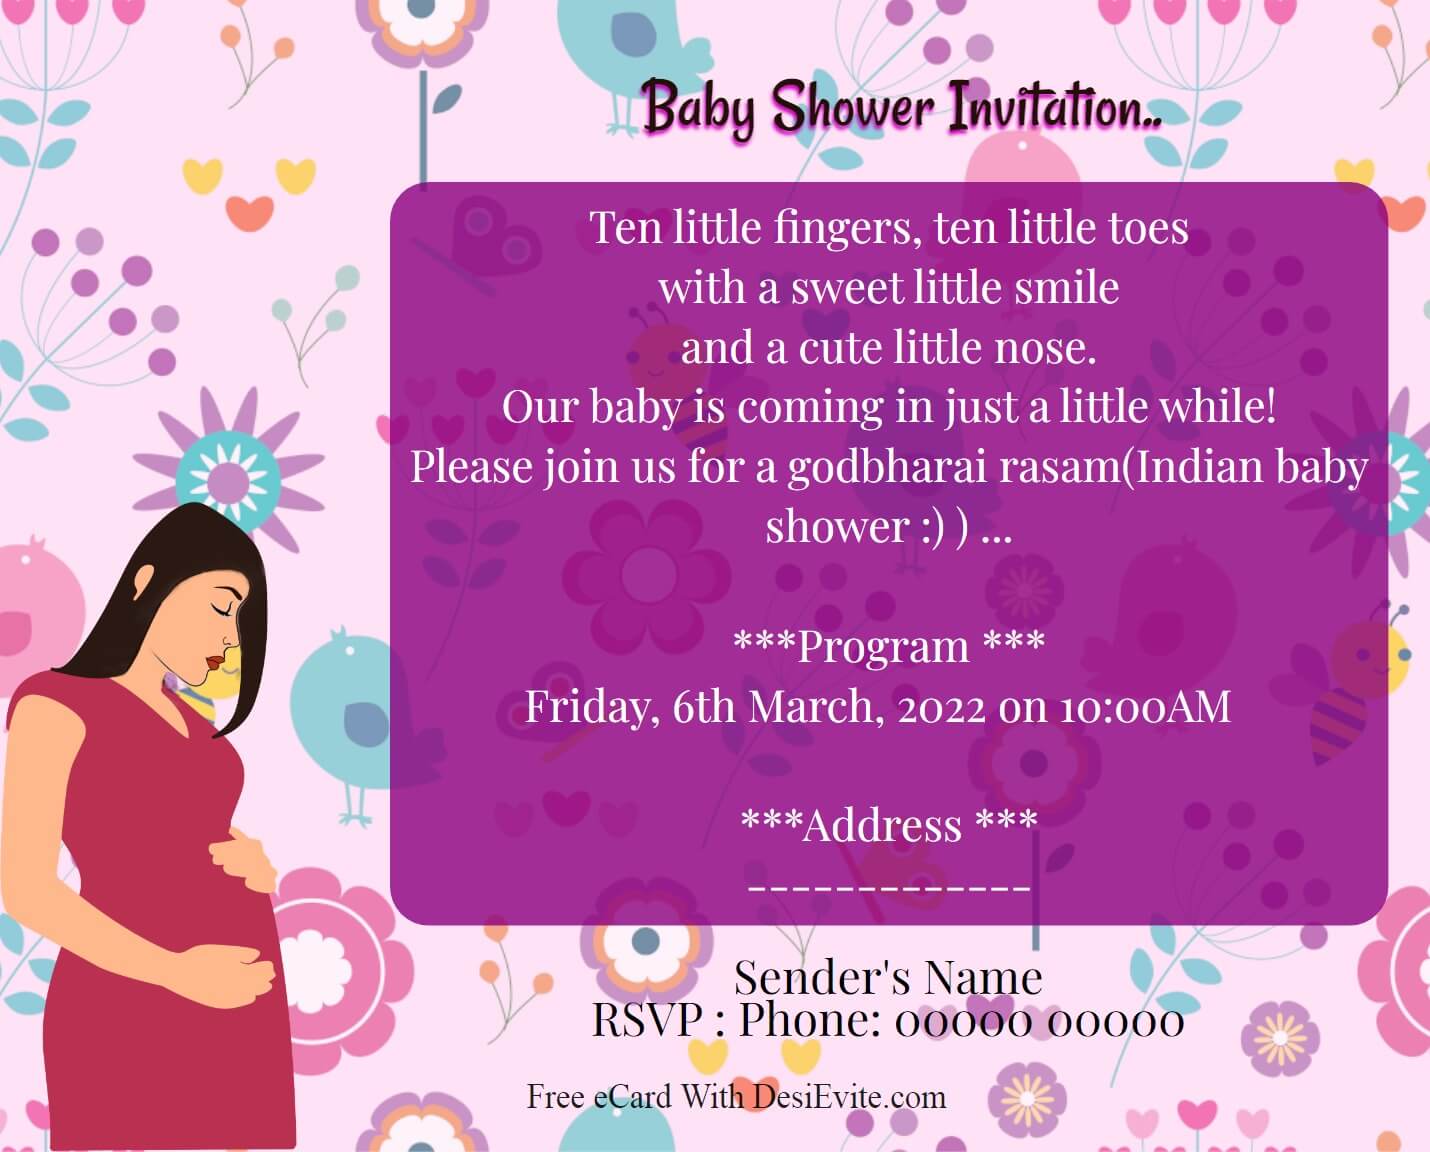 Baby Shower Invitation..
Ten little fingers, ten little toes
with a sweet little smile
and a cute little nose.
Our baby is coming in just a little while!
Please join us for a godbharai rasam(Indian baby
shower :) ) ...
***Program ***
Friday, 6th March, 2022 on 10:00AM
***Address ***
_____________
Sender's Name
RSVP : Phone: 00000 00000
Free eCard With DesiEvite.com